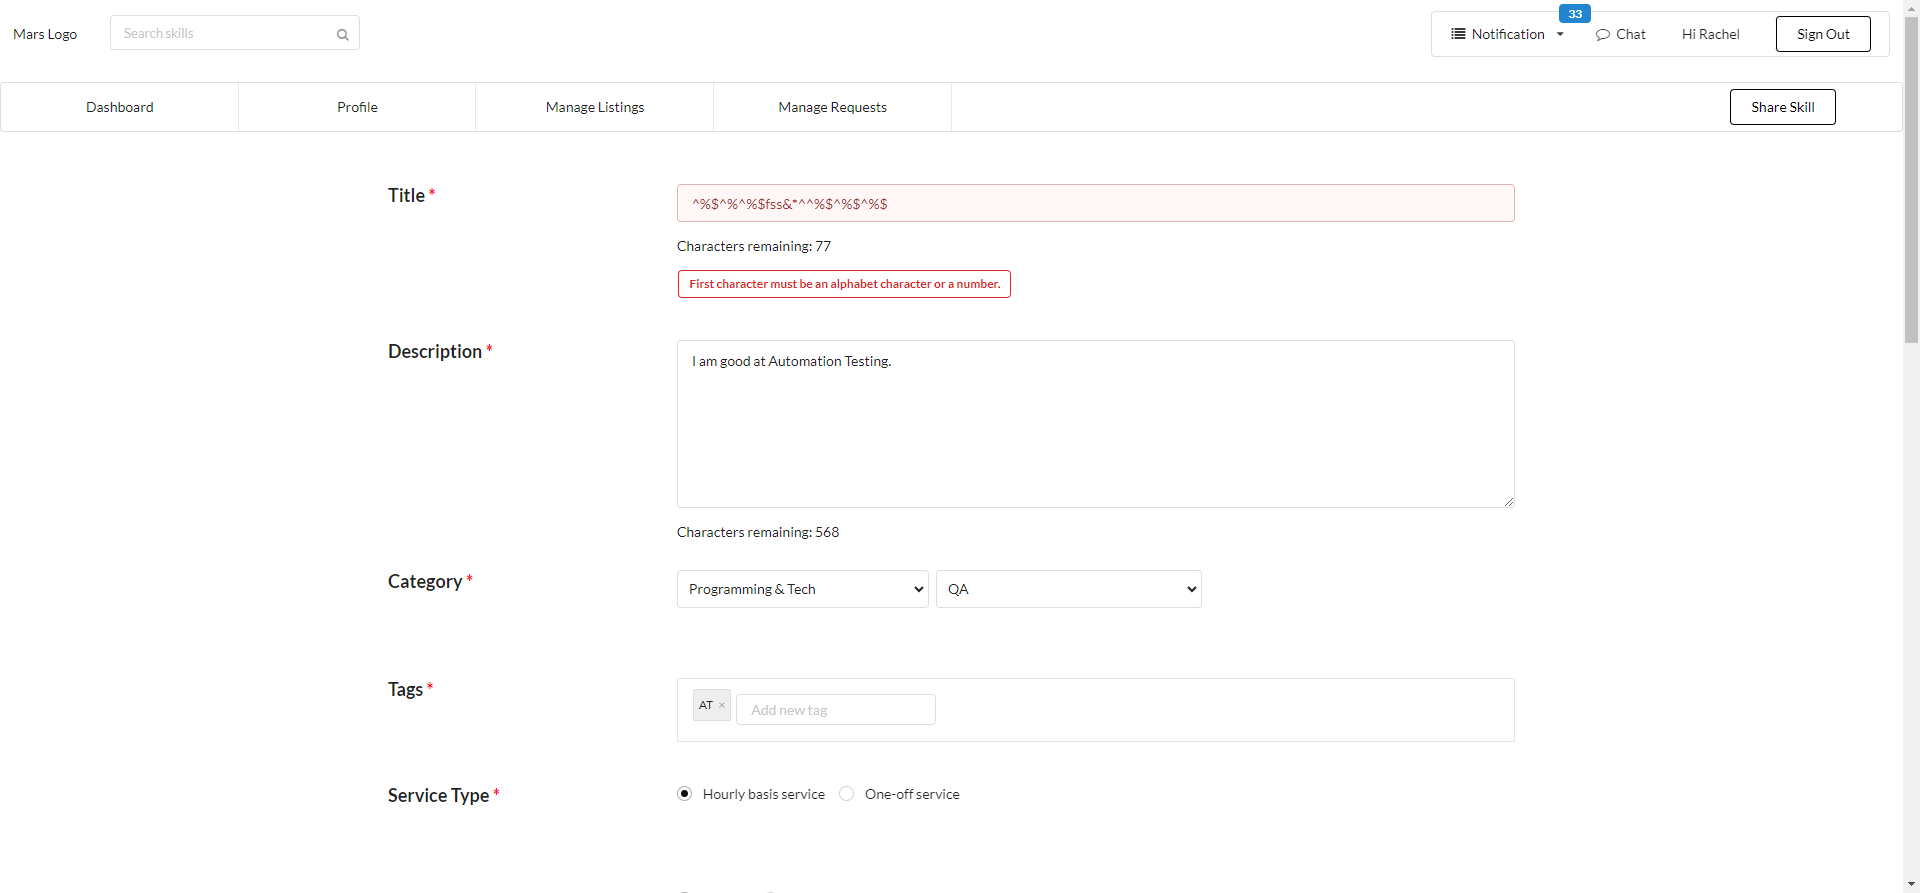 Mars Logo
Search skills
33
Notification
Chat
Hi Rachel
Sign Out
Dashboard
Profile
Manage Listings
Manage Requests
Share Skill
Title *
^%$^%^%$fss&*^^%$^%$^%$
Characters remaining: 77
First character must be an alphabet character or a number.
Description *
I am good at Automation Testing.
Characters remaining: 568
Category *
Programming & Tech
QA
Tags *
AT ×
Add new tag
Service Type *
Hourly basis service
One-off service